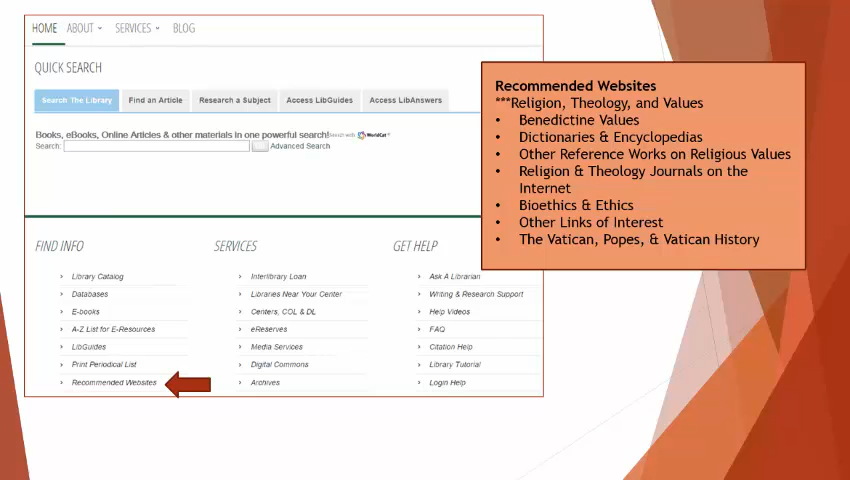 HOME ABOUT SERVICES BLOG
QUICK SEARCH
Search The Library Find an Article Research a Subject Access LibGuides Access LibAnswers
Books, eBooks, Online Articles & other materials in one powerful search! WorldCat
Search: Advanced Search
FIND INFO
Library Catalog
Databases
E-books
A-Z List for E-Resources
LibGuides
Print Periodical List
Recommended Websites
SERVICES
Interlibrary Loan
Libraries Near Your Center
Centers, COL & DL
eReserves
Media Services
Digital Commons
Archives
GET HELP
Ask A Librarian
Writing & Research Support
Help Videos
FAQ
Citation Help
Library Tutorial
Login Help
Recommended Websites
***Religion, Theology, and Values
• Benedictine Values
• Dictionaries & Encyclopedias
• Other Reference Works on Religious Values
• Religion & Theology Journals on the
Internet
• Bioethics & Ethics
• Other Links of Interest
• The Vatican, Popes, & Vatican History